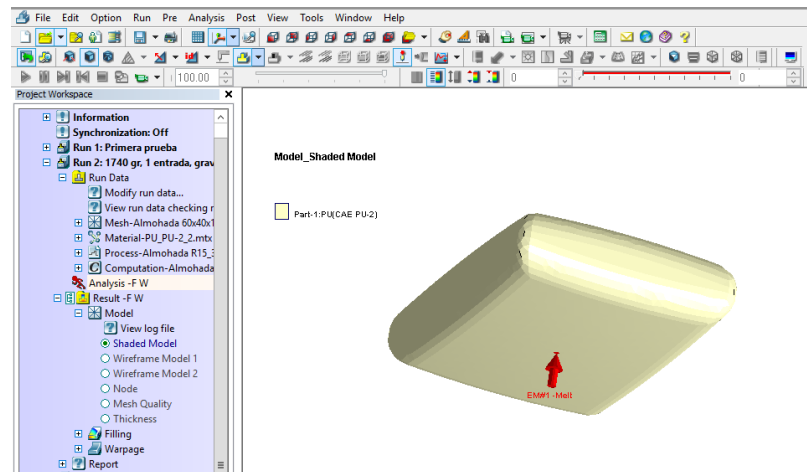 File Edit Option Run Pre Analysis Post View Tools Window Help
100.00
0
0
Project Workspace
Information
Synchronization: Off
Run 1: Primera prueba
Run 2: 1740 gr, 1 entrada, grav
Run Data
Modify run data...
View run data checking r
Mesh-Almohada 60x40x1
Material-PU_PU-2_2.mtx
Process-Almohada R15_3
Computation-Almohada
Analysis -F W
Result -F W
Model
View log file
Shaded Model
Wireframe Model 1
Wireframe Model 2
Node
Mesh Quality
Thickness
Filling
Warpage
Report
Model_Shaded Model
Part-1:PU(CAE PU-2)
EM#1 -Melt